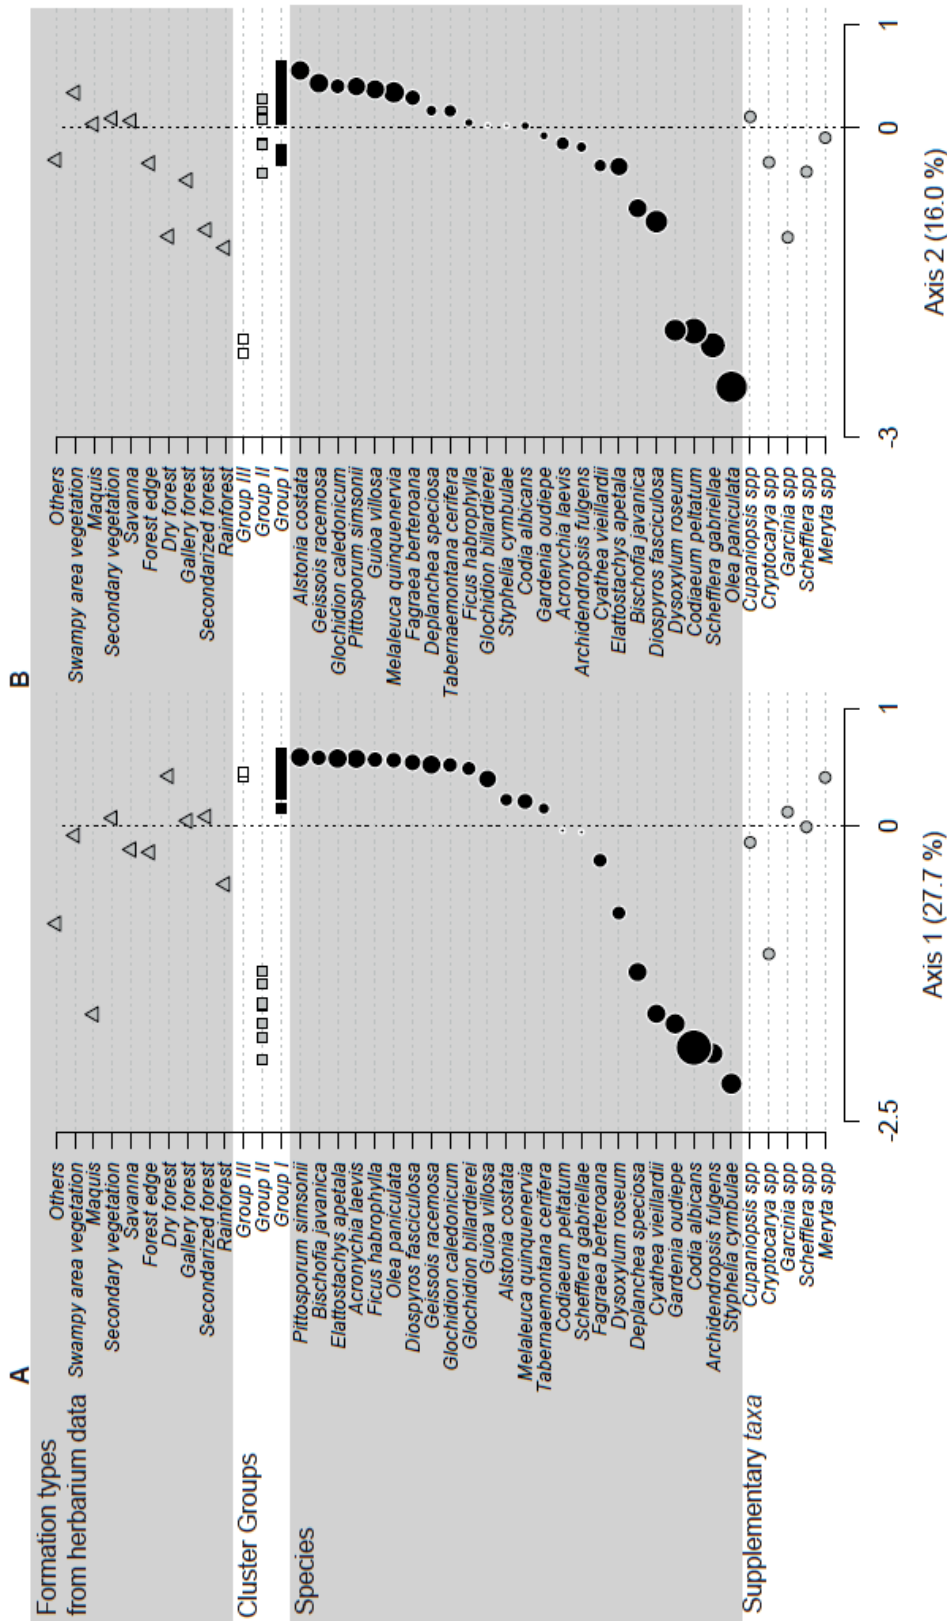 A
Formation types
from herbarium data
Others
Swampy area vegetation
Maquis
Secondary vegetation
Savanna
Forest edge
Dry forest
Gallery forest
Secondarized forest
Rainforest
Cluster Groups
Group III
Group II
Group I
Species
Pittosporum simsonii
Bischofia javanica
Elattostachys apetala
Acronychia laevis
Ficus habrophylla
Olea paniculata
Diospyros fasciculosa
Geissois racemosa
Glochidion caledonicum
Glochidion billardierei
Guioa villosa
Alstonia costata
Melaleuca quinquenervia
Tabernaemontana cerifera
Codiaeum peltatum
Schefflera gabriellae
Fagraea berteroana
Dysoxylum roseum
Deplanchea speciosa
Cyathea vieillardii
Gardenia oudiepe
Codia albicans
Archidendropsis fulgens
Styphelia cymbulae
Supplementary taxa
Cupaniopsis spp
Cryptocarya spp
Garcinia spp
Schefflera spp
Meryta spp
-2.5 0 1
Axis 1 (27.7 %)
B
Others
Swampy area vegetation
Maquis
Secondary vegetation
Savanna
Forest edge
Dry forest
Gallery forest
Secondarized forest
Rainforest
Group III
Group II
Group I
Alstonia costata
Geissois racemosa
Glochidion caledonicum
Pittosporum simsonii
Guioa villosa
Melaleuca quinquenervia
Fagraea berteroana
Deplanchea speciosa
Tabernaemontana cerifera
Ficus habrophylla
Glochidion billardierei
Styphelia cymbulae
Codia albicans
Gardenia oudiepe
Acronychia laevis
Archidendropsis fulgens
Cyathea vieillardii
Elattostachys apetala
Bischofia javanica
Diospyros fasciculosa
Dysoxylum roseum
Codiaeum peltatum
Schefflera gabriellae
Olea paniculata
Cupaniopsis spp
Cryptocarya spp
Garcinia spp
Schefflera spp
Meryta spp
-3 0 1
Axis 2 (16.0 %)